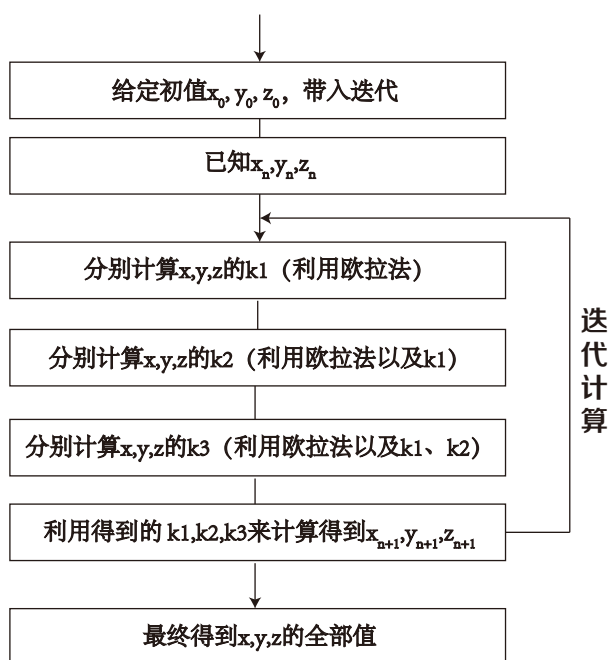 给定初值x₀, y₀, z₀，带入迭代
已知xₙ,yₙ,zₙ
分别计算x,y,z的k1（利用欧拉法）
分别计算x,y,z的k2（利用欧拉法以及k1）
分别计算x,y,z的k3（利用欧拉法以及k1、k2）
利用得到的 k1,k2,k3来计算得到xₙ₊₁,yₙ₊₁,zₙ₊₁
最终得到x,y,z的全部值
迭代计算